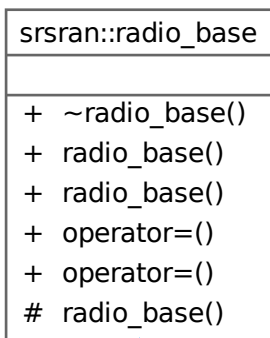 srsran::radio_base
+ ~radio_base()
+ radio_base()
+ radio_base()
+ operator=()
+ operator=()
# radio_base()